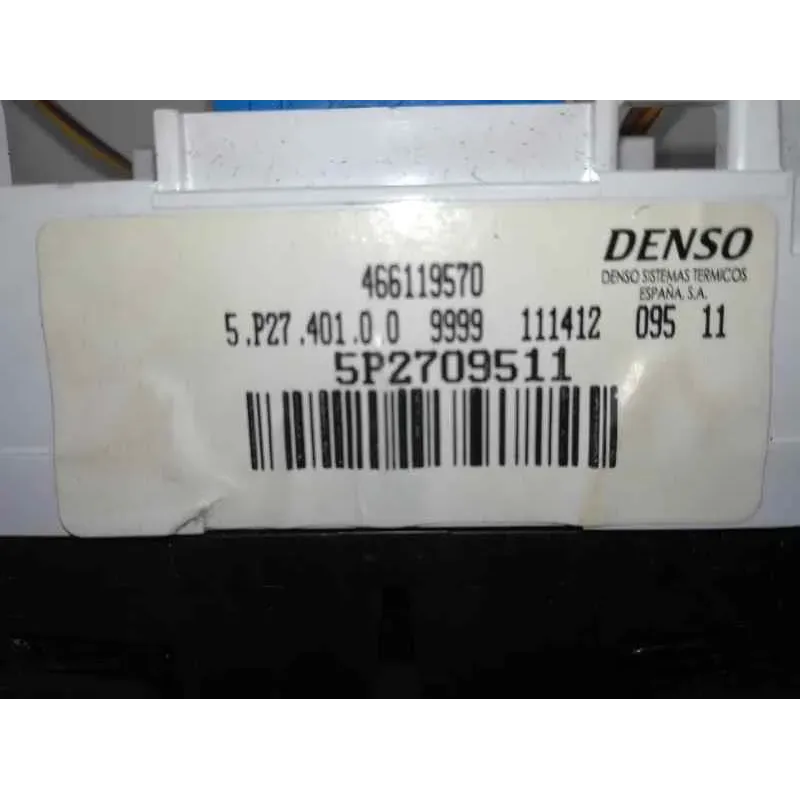 DENSO
DENSO SISTEMAS TERMICOS
ESPAÑA, S.A.
466119570
5.P27.401.0 0 9999 111412 095 11
5P2709511